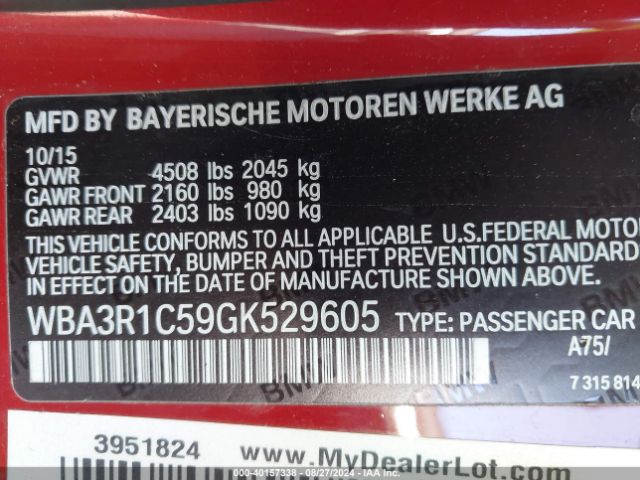 MFD BY BAYERISCHE MOTOREN WERKE AG
10/15
GVWR 4508 lbs 2045 kg
GAWR FRONT 2160 lbs 980 kg
GAWR REAR 2403 lbs 1090 kg
THIS VEHICLE CONFORMS TO ALL APPLICABLE U.S.FEDERAL MOTOR
VEHICLE SAFETY, BUMPER AND THEFT PREVENTION STANDARD
IN EFFECT ON THE DATE OF MANUFACTURE SHOWN ABOVE.
WBA3R1C59GK529605 TYPE: PASSENGER CAR
A75/
7 315 814
3951824 www.MyDealerLot.com
00-40157338 - 08/27/2024 - IAA Inc.